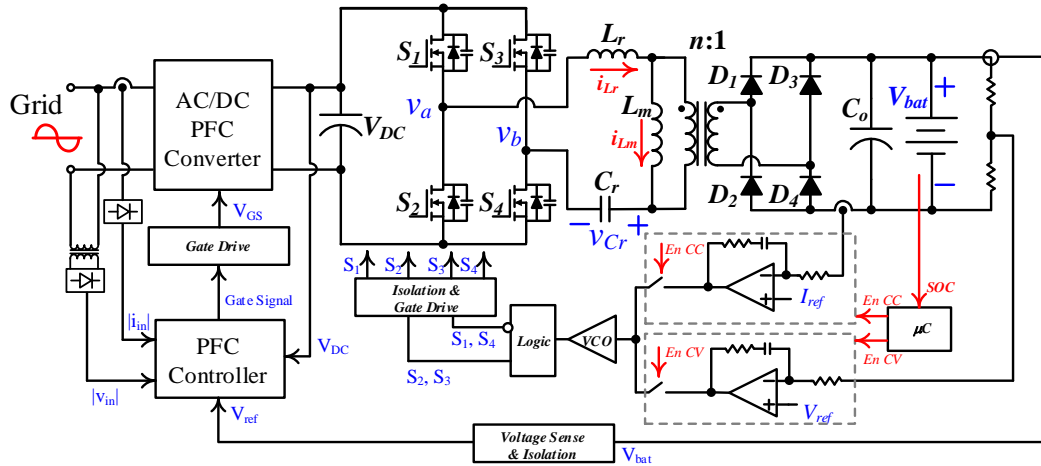 Grid
AC/DC
PFC
Converter
V_GS
Gate Drive
Gate Signal
|i_in|
|v_in|
PFC
Controller
V_DC
V_ref
V_DC
S_1
S_3
v_a
v_b
S_2
S_4
L_r
i_Lr
L_m
i_Lm
C_r
− v_Cr +
n:1
D_1
D_3
D_2
D_4
C_o
V_bat
+
−
S_1
S_2
S_3
S_4
Isolation &
Gate Drive
S_1, S_4
S_2, S_3
Logic
VCO
En CC
−
+
I_ref
En CV
−
+
V_ref
SOC
En CC
En CV
μC
Voltage Sense
& Isolation
V_bat